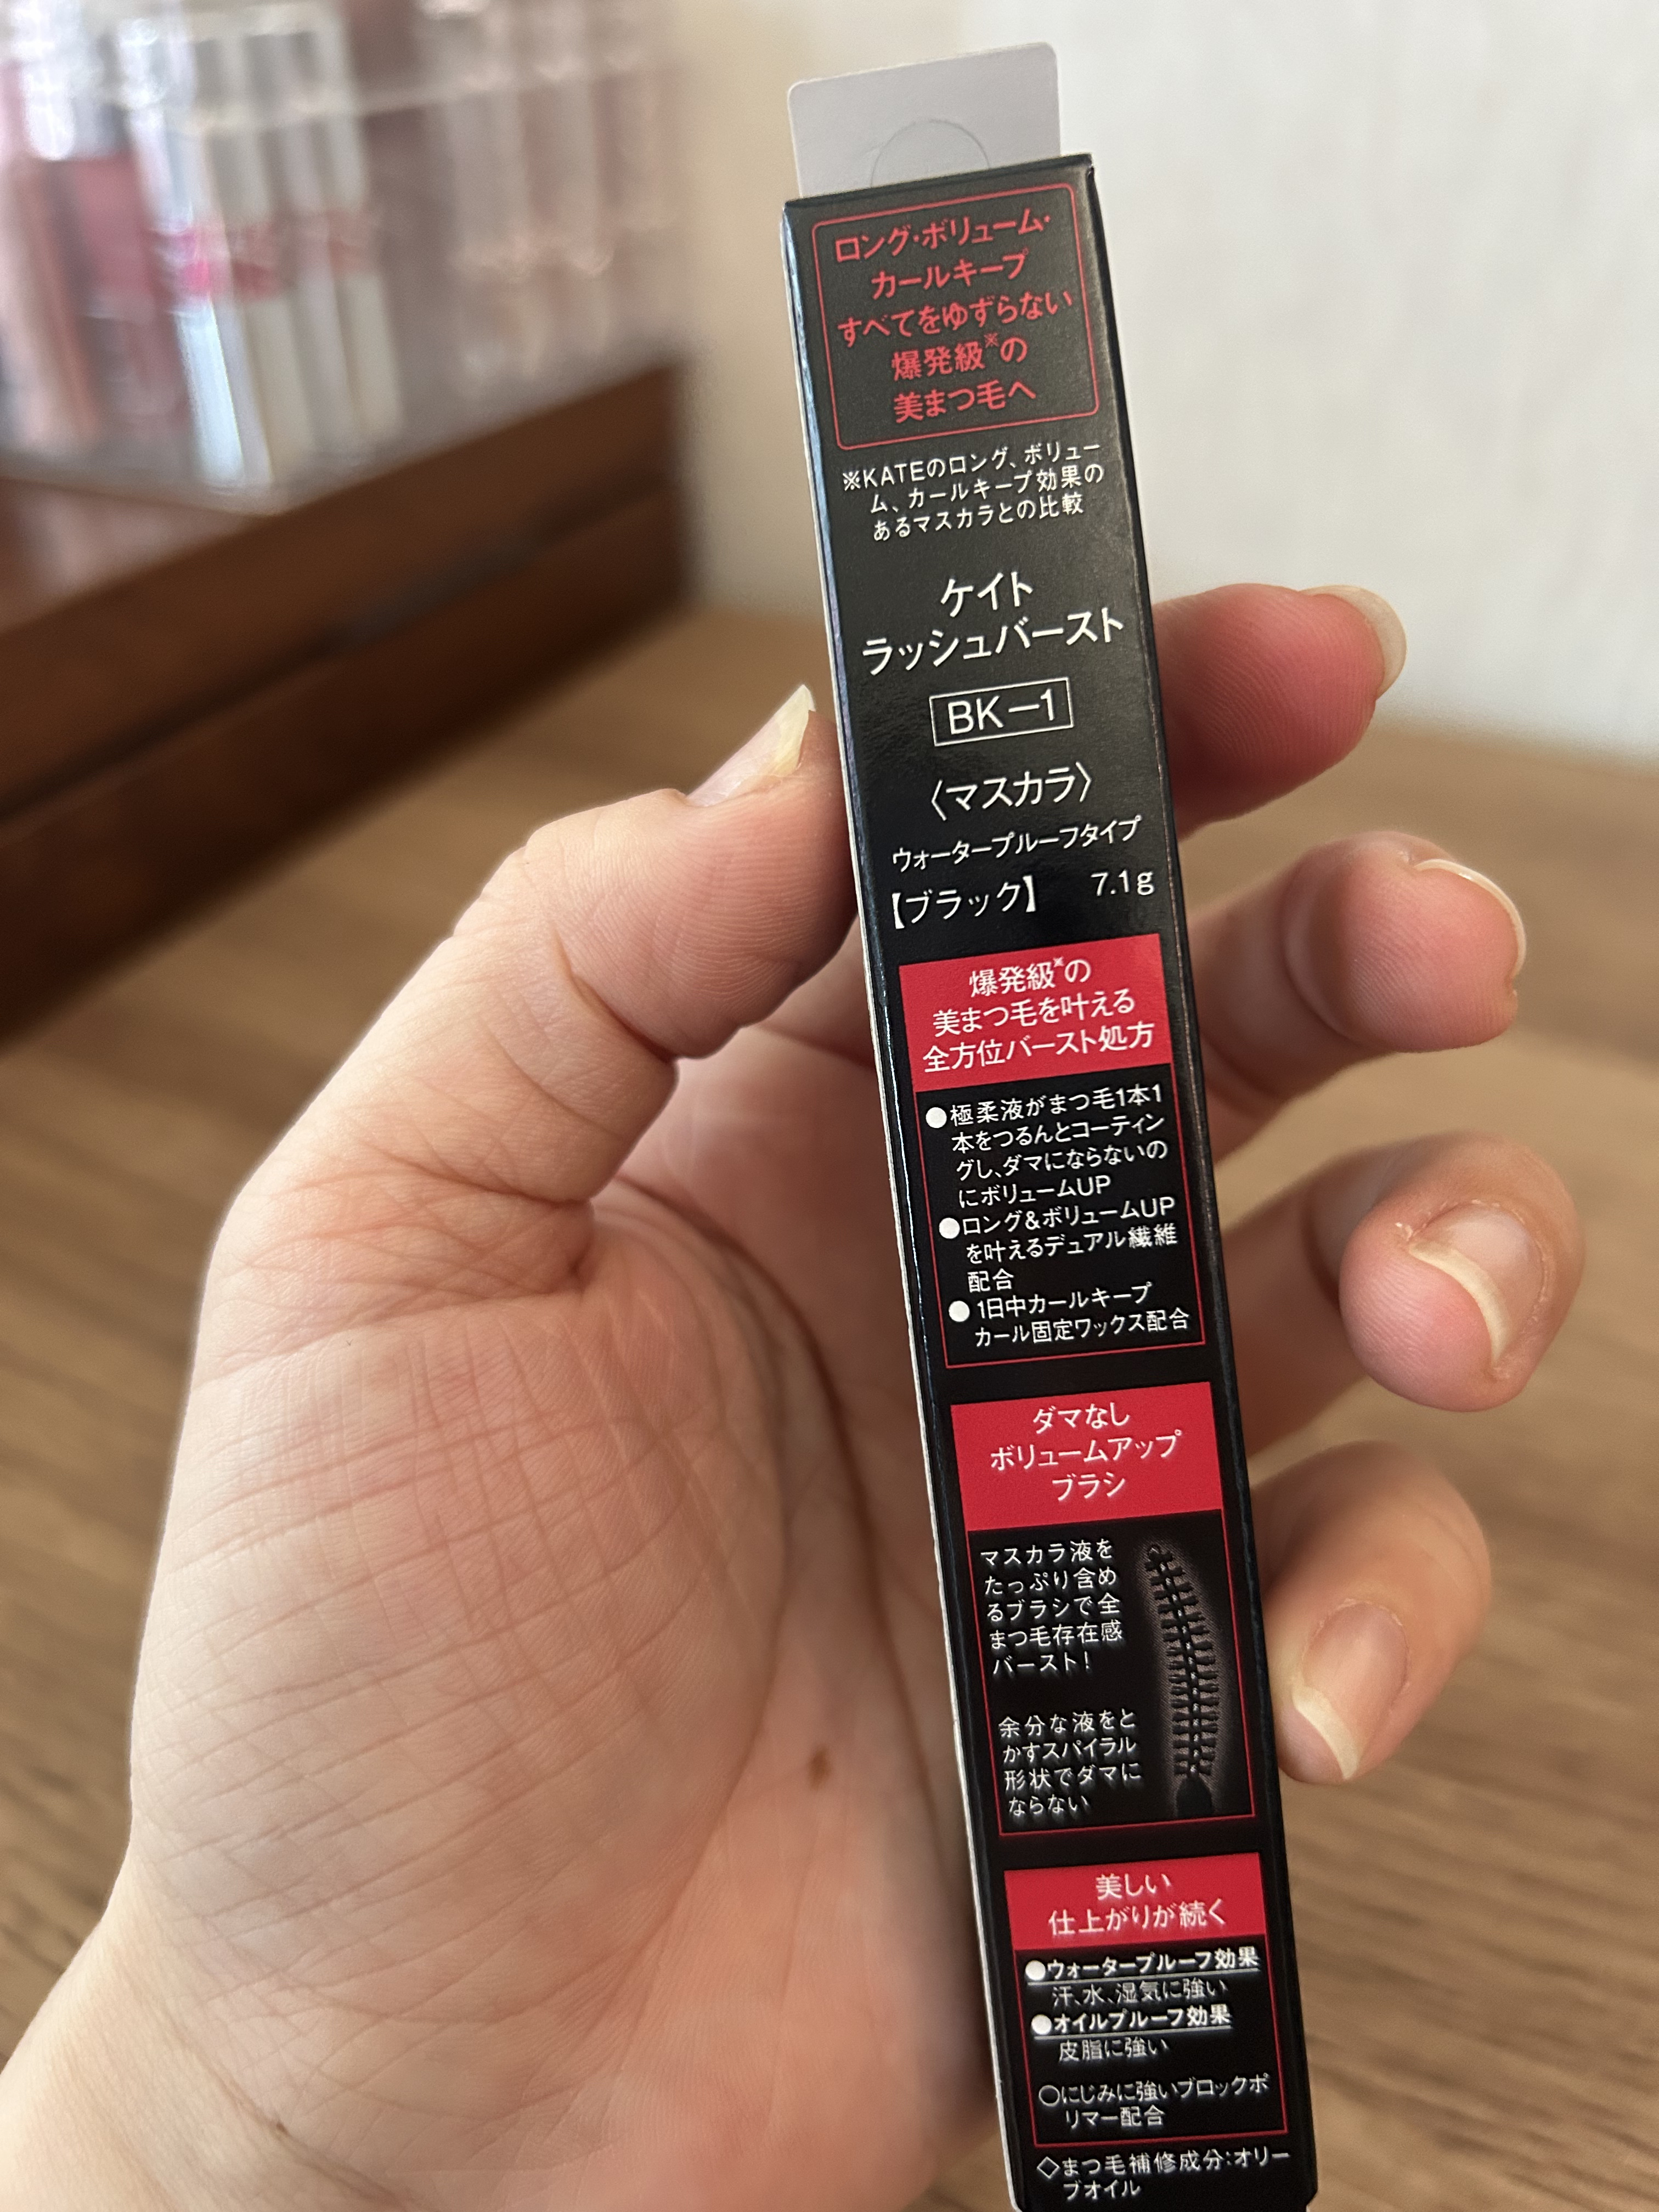 ロング・ボリューム・
カールキープ
すべてをゆずらない
爆発級※の
美まつ毛へ
※KATEのロング、ボリュー
ム、カールキープ効果の
あるマスカラとの比較
ケイト
ラッシュバースト
BK－1
〈マスカラ〉
ウォータープルーフタイプ
【ブラック】 7.1g
爆発級※の
美まつ毛を叶える
全方位バースト処方
●極柔液がまつ毛1本1
本をつるんとコーティン
グし、ダマにならないの
にボリュームUP
●ロング&ボリュームUP
を叶えるデュアル繊維
配合
●1日中カールキープ
カール固定ワックス配合
ダマなし
ボリュームアップ
ブラシ
マスカラ液を
たっぷり含め
るブラシで全
まつ毛存在感
バースト!
余分な液をと
かすスパイラル
形状でダマに
ならない
美しい
仕上がりが続く
●ウォータープルーフ効果
汗、水、湿気に強い
●オイルプルーフ効果
皮脂に強い
○にじみに強いブロックポ
リマー配合
◇まつ毛補修成分:オリー
ブオイル